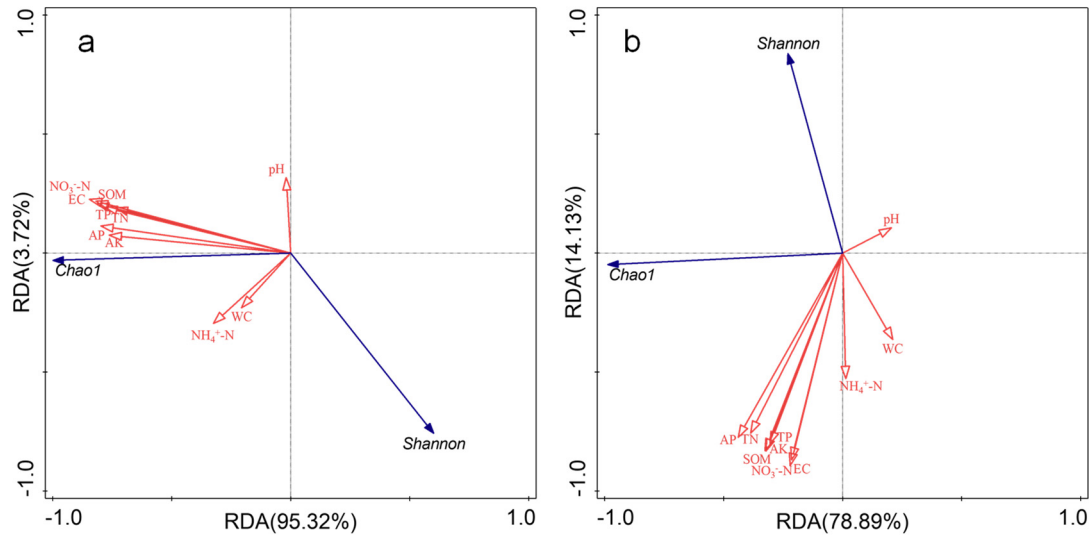 a
1.0
-1.0
RDA(3.72%)
pH
NO₃⁻-N
SOM
EC
TP
TN
AP
AK
Chao1
WC
NH₄⁺-N
Shannon
-1.0
RDA(95.32%)
1.0
b
1.0
-1.0
RDA(14.13%)
Shannon
pH
Chao1
WC
NH₄⁺-N
AP
TN
TP
AK
SOM
NO₃⁻-N
EC
-1.0
RDA(78.89%)
1.0